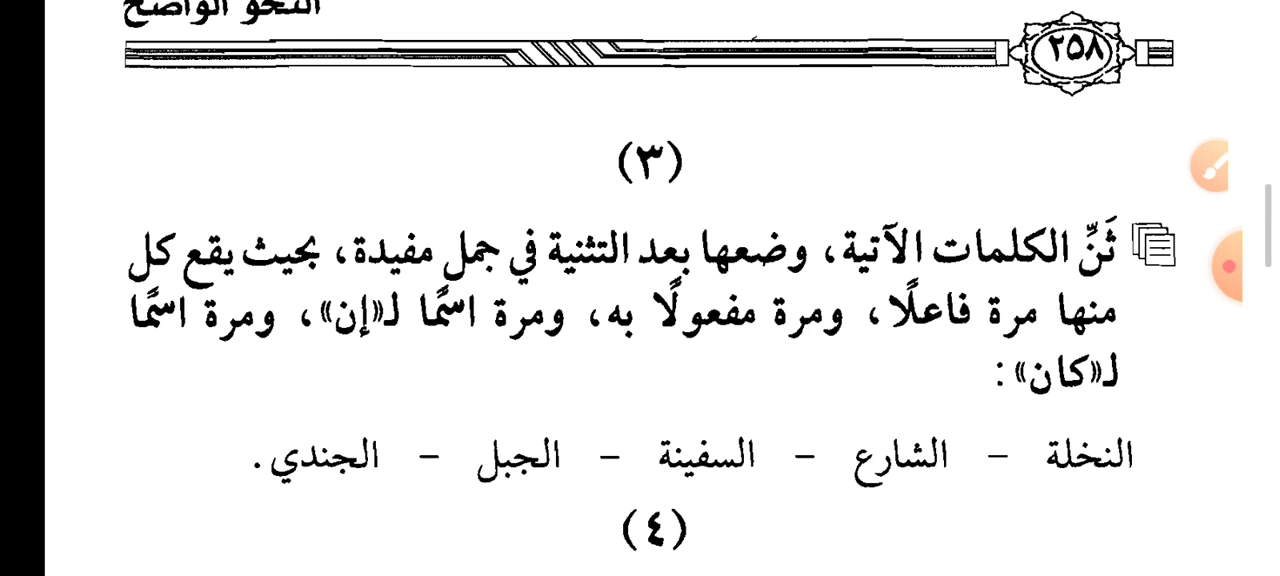 النحو الواضح
٢٥٨
(٣)
ثَنِّ الكلمات الآتية، وضعها بعد التثنية في جمل مفيدة، بحيث يقع كل
منها مرة فاعلًا، ومرة مفعولًا به، ومرة اسمًا لـ«إن»، ومرة اسمًا
لـ«كان»:
النخلة – الشارع – السفينة – الجبل – الجندي.
(٤)